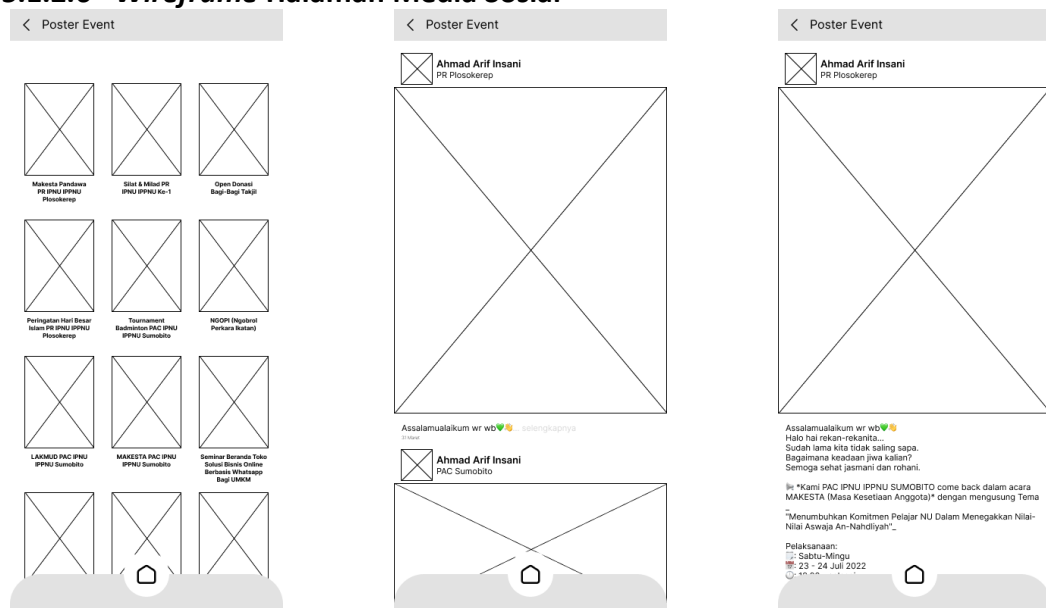 Poster Event
Makesta Pandawa
PR IPNU IPPNU
Plosokerep
Silat & Milad PR
IPNU IPPNU Ke-1
Open Donasi
Bagi-Bagi Takjil
Peringatan Hari Besar
Islam PR IPNU IPPNU
Plosokerep
Tournament
Badminton PAC IPNU
IPPNU Sumobito
NGOPI (Ngobrol
Perkara Ikatan)
LAKMUD PAC IPNU
IPPNU Sumobito
MAKESTA PAC IPNU
IPPNU Sumobito
Seminar Beranda Toko
Solusi Bisnis Online
Berbasis Whatsapp
Bagi UMKM
Poster Event
Ahmad Arif Insani
PR Plosokerep
Assalamualaikum wr wb💚👋... selengkapnya
31 Maret
Ahmad Arif Insani
PAC Sumobito
Poster Event
Ahmad Arif Insani
PR Plosokerep
Assalamualaikum wr wb💚👋
Halo hai rekan-rekanita...
Sudah lama kita tidak saling sapa.
Bagaimana keadaan jiwa kalian?
Semoga sehat jasmani dan rohani.
*Kami PAC IPNU IPPNU SUMOBITO come back dalam acara
MAKESTA (Masa Kesetiaan Anggota)* dengan mengusung Tema
_
"Menumbuhkan Komitmen Pelajar NU Dalam Menegakkan Nilai-
Nilai Aswaja An-Nahdliyah"_
Pelaksanaan:
: Sabtu-Mingu
: 23 - 24 Juli 2022